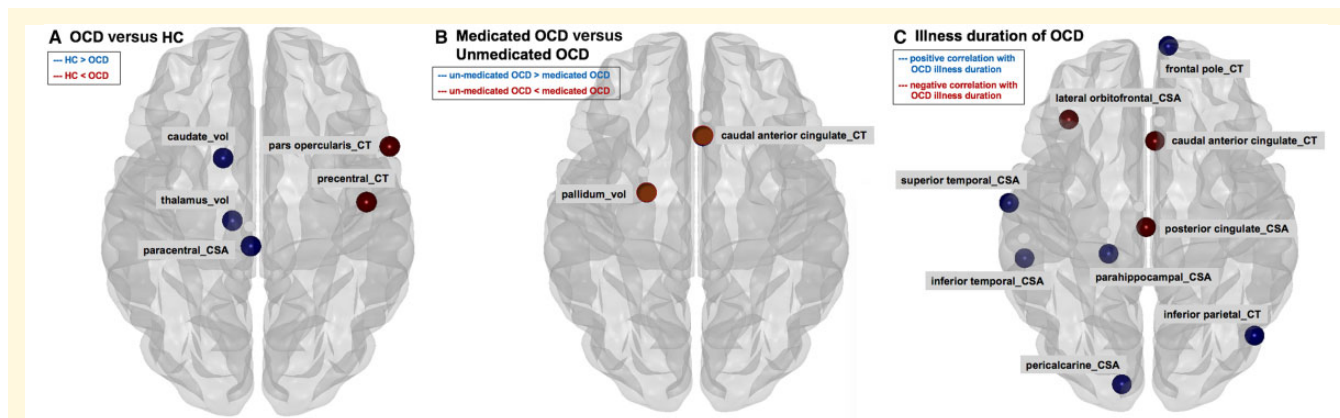 A OCD versus HC
--- HC > OCD
--- HC < OCD
caudate_vol
pars opercularis_CT
precentral_CT
thalamus_vol
paracentral_CSA
B Medicated OCD versus
Unmedicated OCD
--- un-medicated OCD > medicated OCD
--- un-medicated OCD < medicated OCD
caudal anterior cingulate_CT
pallidum_vol
C Illness duration of OCD
--- positive correlation with
OCD illness duration
--- negative correlation with
OCD illness duration
frontal pole_CT
lateral orbitofrontal_CSA
caudal anterior cingulate_CT
superior temporal_CSA
posterior cingulate_CSA
inferior temporal_CSA
parahippocampal_CSA
inferior parietal_CT
pericalcarine_CSA